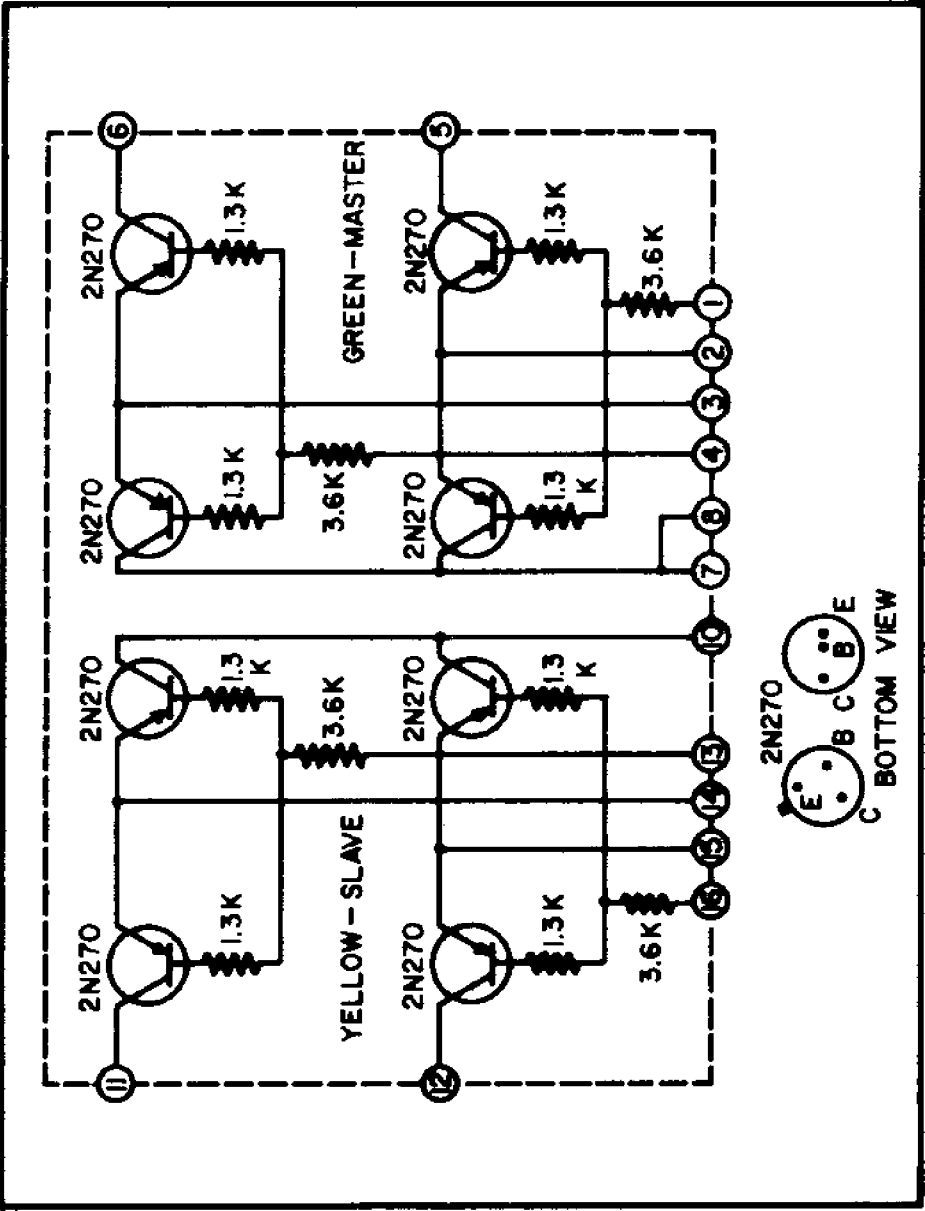 6
5
2N270
1.3K
GREEN-MASTER
2N270
1.3K
3.6K
1
2
3
4
8
7
2N270
1.3K
3.6K
2N270
1.3
K
10
2N270
1.3
K
3.6K
2N270
1.3
K
13
14
15
16
2N270
1.3K
YELLOW-SLAVE
2N270
1.3K
3.6K
11
12
2N270
E
B
C
B
C
E
BOTTOM VIEW